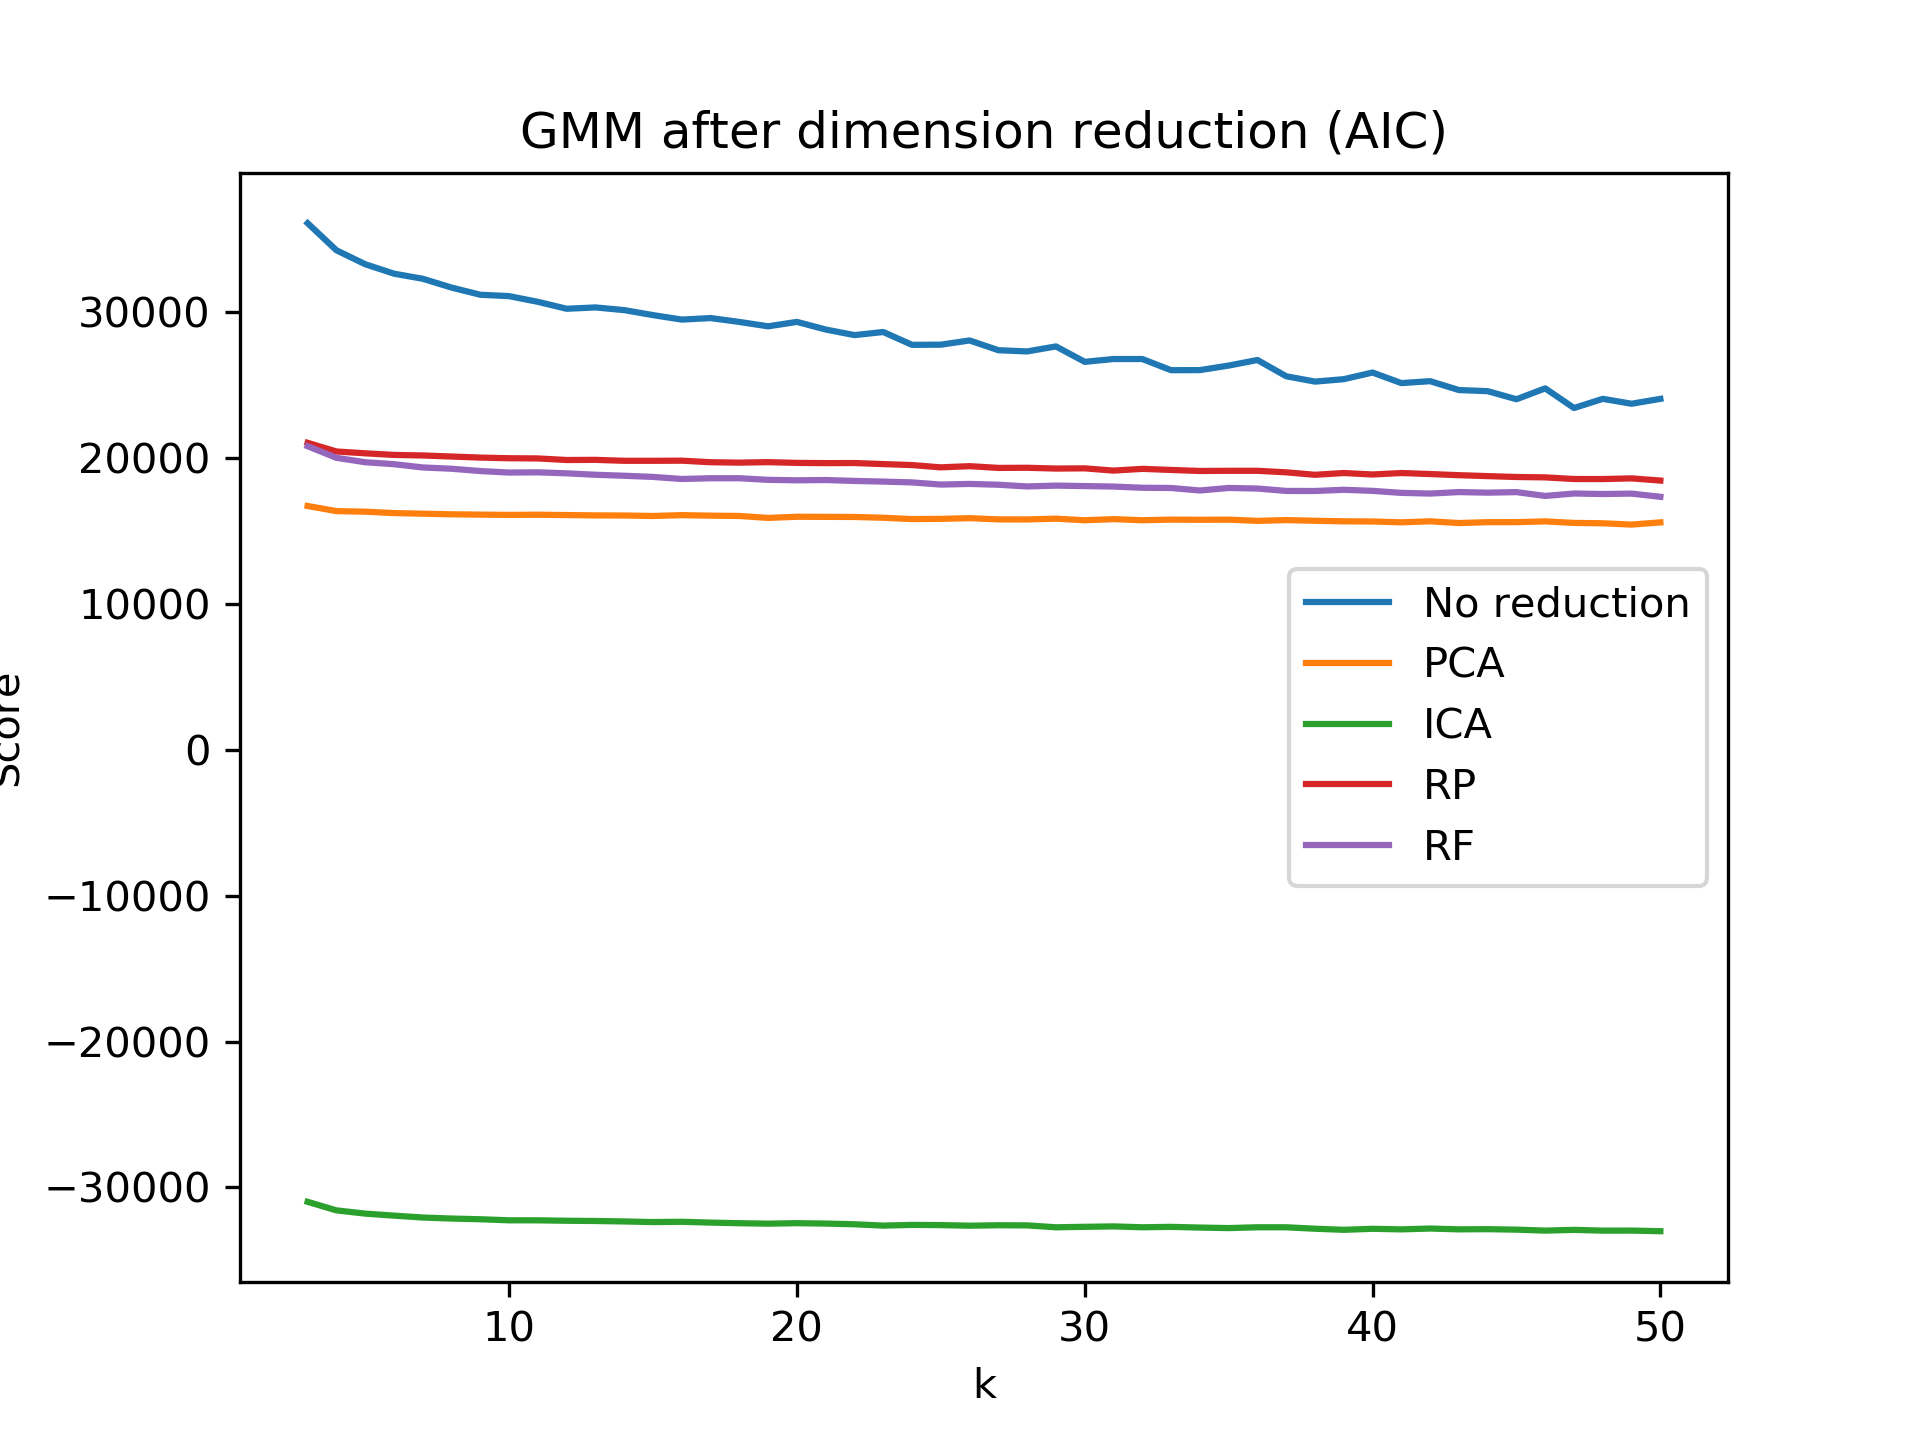 GMM after dimension reduction (AIC)
30000
20000
10000
0
−10000
−20000
−30000
Score
No reduction
PCA
ICA
RP
RF
10 20 30 40 50
k